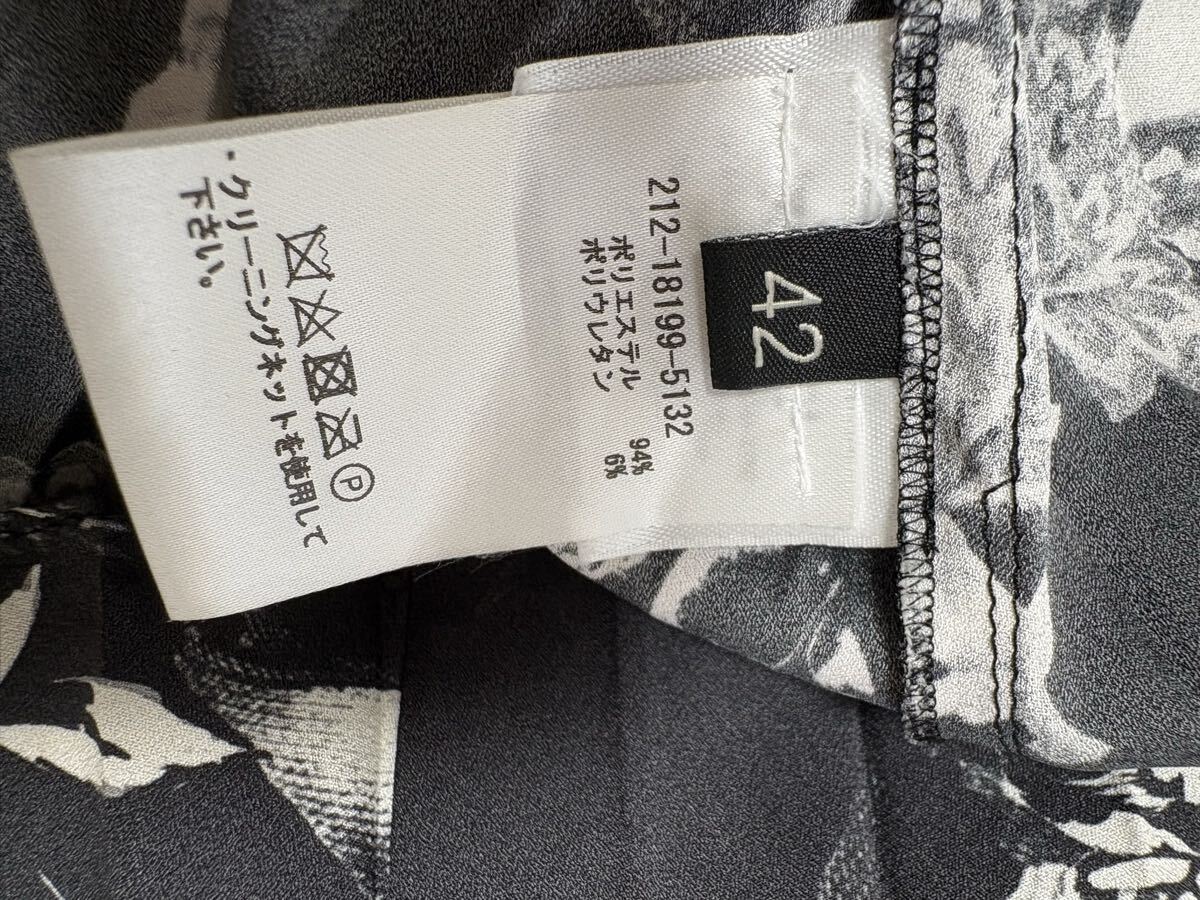 42
212-18199-5132
ポリエステル 94%
ポリウレタン 6%
P
・クリーニングネットを使用して
下さい。